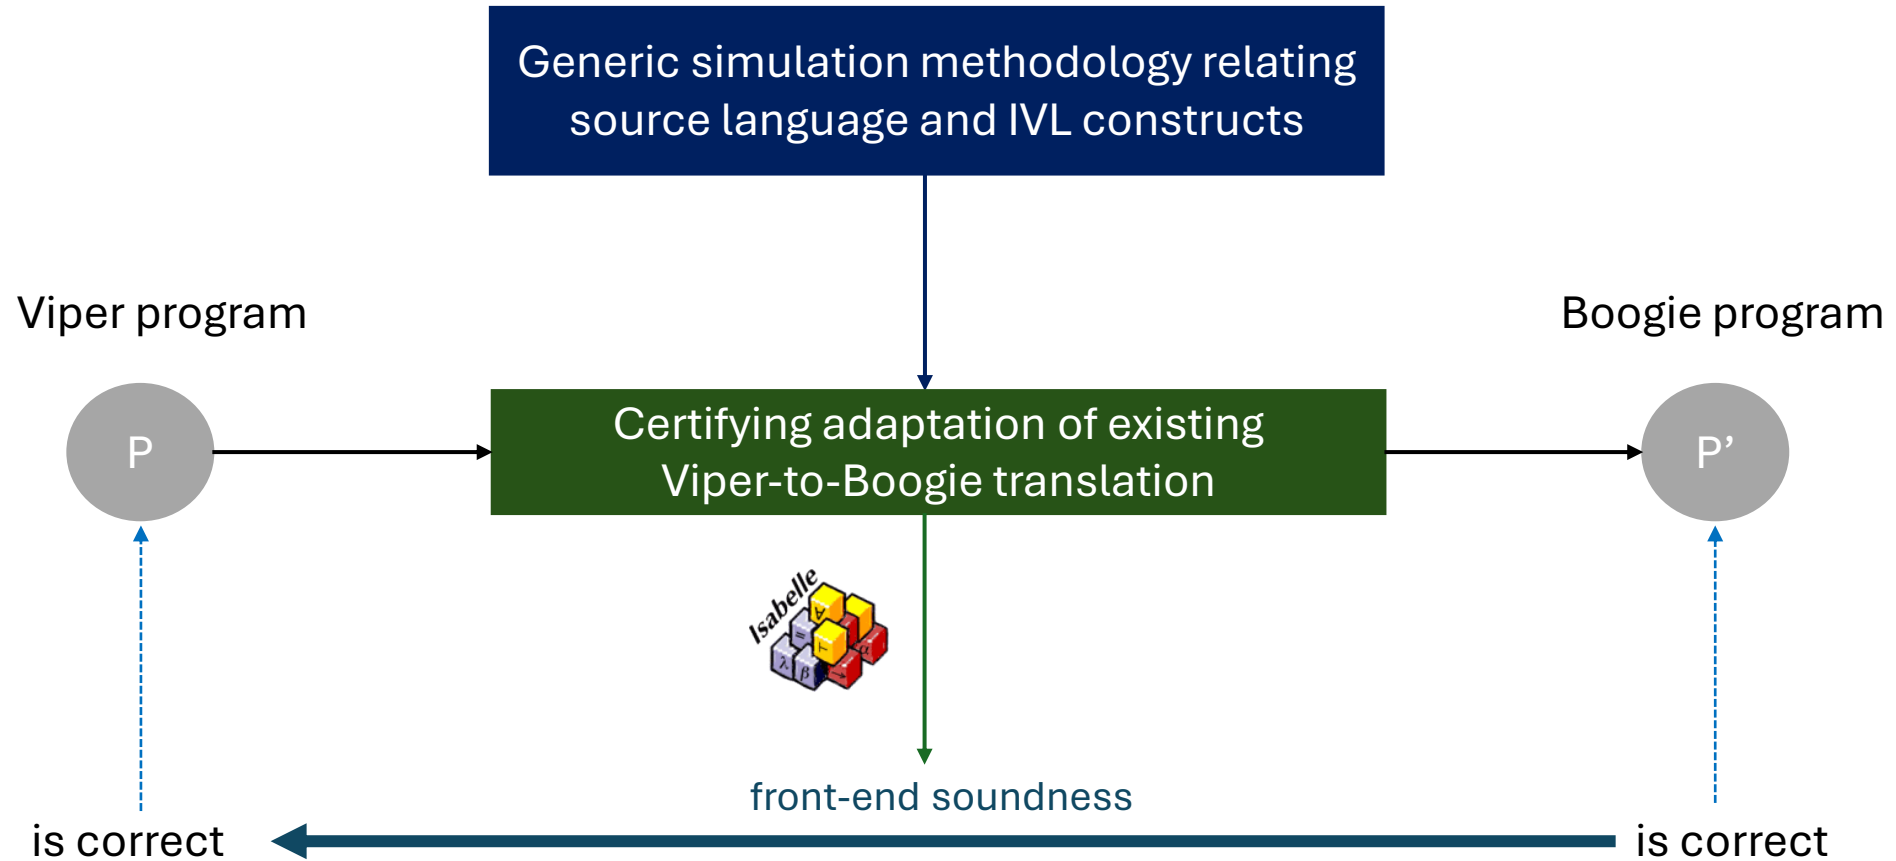 Generic simulation methodology relating
source language and IVL constructs
Viper program
Boogie program
P
Certifying adaptation of existing
Viper-to-Boogie translation
P’
Isabelle
∀
=
λ
β
α
→
front-end soundness
is correct
is correct